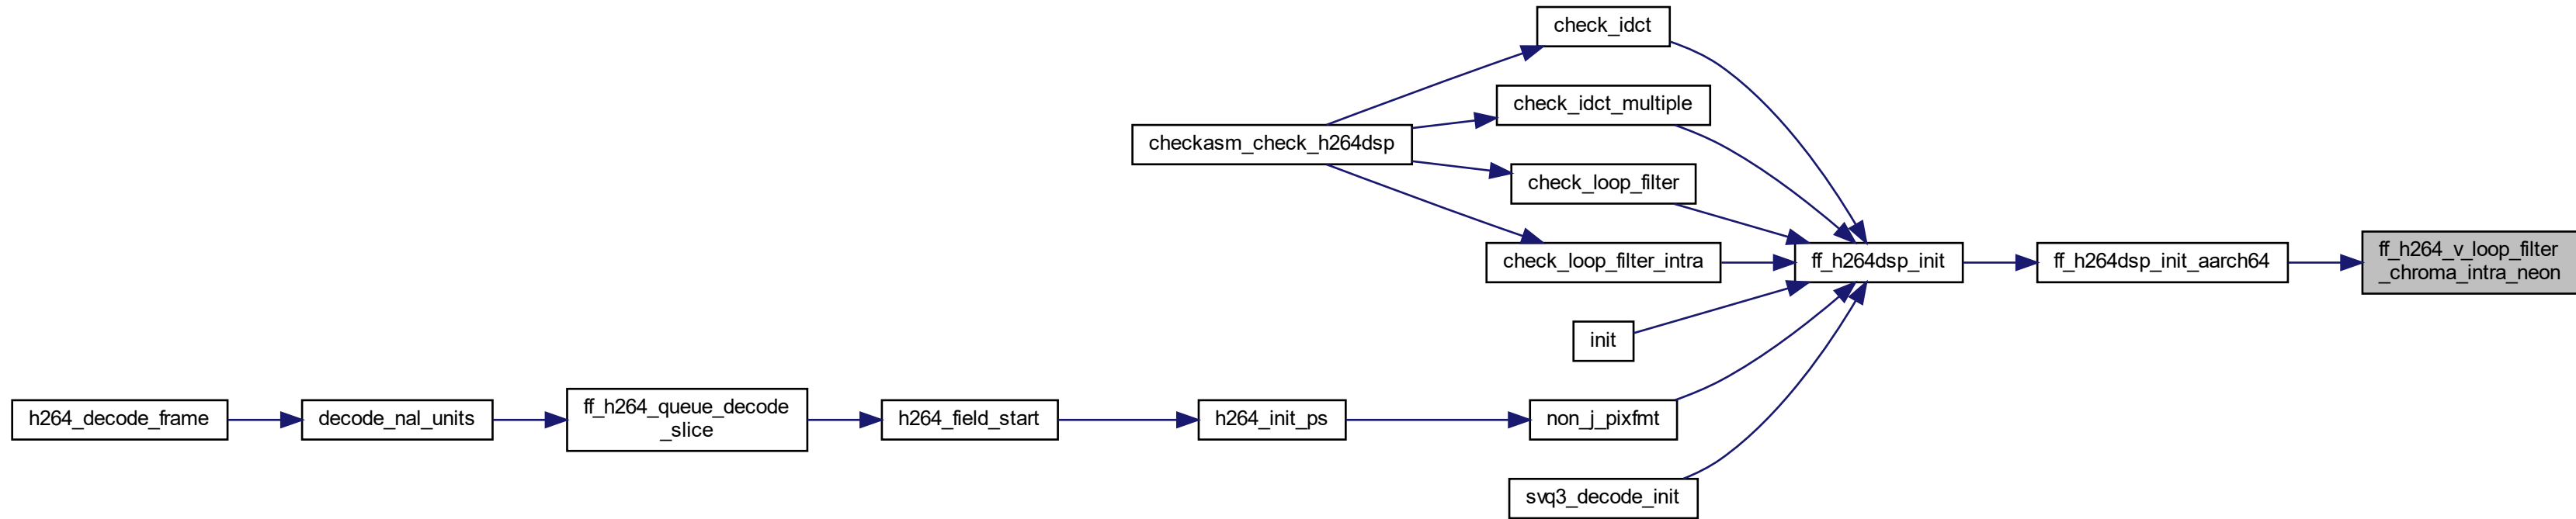 check_idct
check_idct_multiple
checkasm_check_h264dsp
check_loop_filter
check_loop_filter_intra
ff_h264dsp_init
ff_h264dsp_init_aarch64
ff_h264_v_loop_filter
_chroma_intra_neon
init
h264_decode_frame
decode_nal_units
ff_h264_queue_decode
_slice
h264_field_start
h264_init_ps
non_j_pixfmt
svq3_decode_init